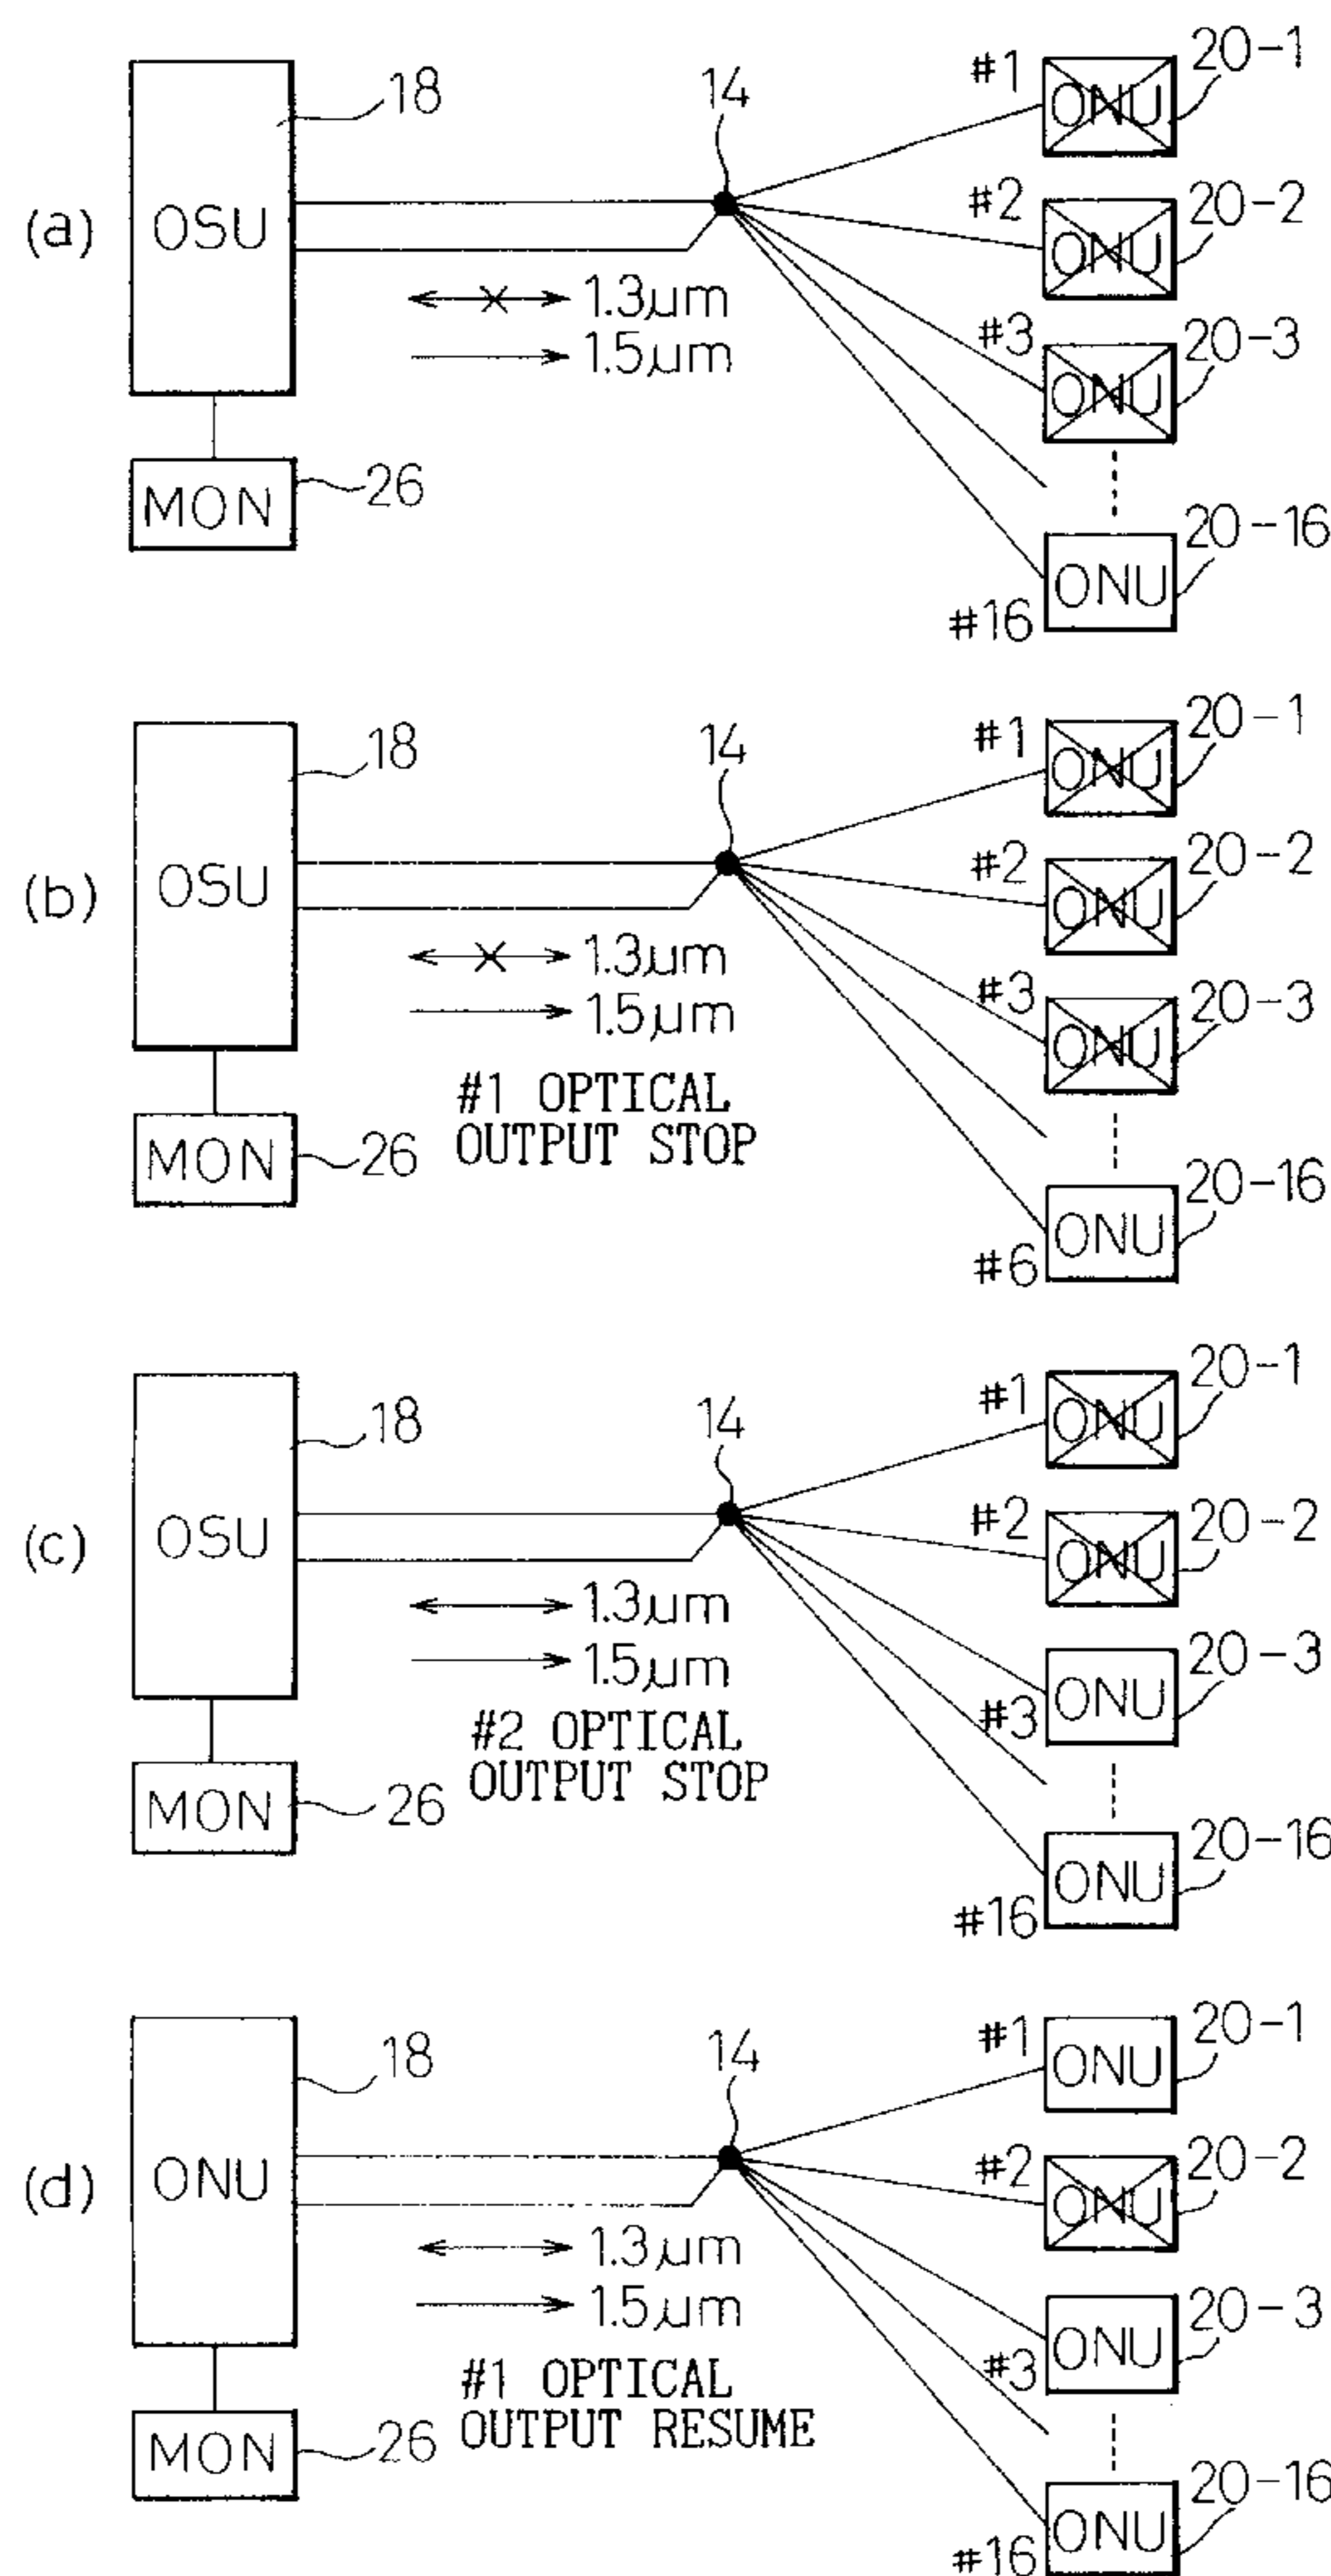 (a)
OSU
18
14
MON
26
1.3μm
1.5μm
#1
ONU
20-1
#2
ONU
20-2
#3
ONU
20-3
#16
ONU
20-16
(b)
OSU
18
14
MON
26
1.3μm
1.5μm
#1 OPTICAL
OUTPUT STOP
#1
ONU
20-1
#2
ONU
20-2
#3
ONU
20-3
#6
ONU
20-16
(c)
OSU
18
14
MON
26
1.3μm
1.5μm
#2 OPTICAL
OUTPUT STOP
#1
ONU
20-1
#2
ONU
20-2
#3
ONU
20-3
#16
ONU
20-16
(d)
ONU
18
14
MON
26
1.3μm
1.5μm
#1 OPTICAL
OUTPUT RESUME
#1
ONU
20-1
#2
ONU
20-2
#3
ONU
20-3
#16
ONU
20-16